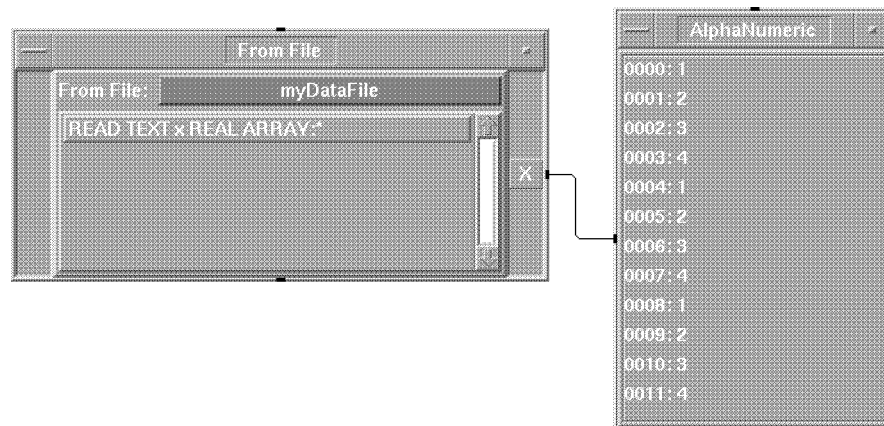 From File
From File: myDataFile
READ TEXT x REAL ARRAY:*
X
AlphaNumeric
0000: 1
0001: 2
0002: 3
0003: 4
0004: 1
0005: 2
0006: 3
0007: 4
0008: 1
0009: 2
0010: 3
0011: 4